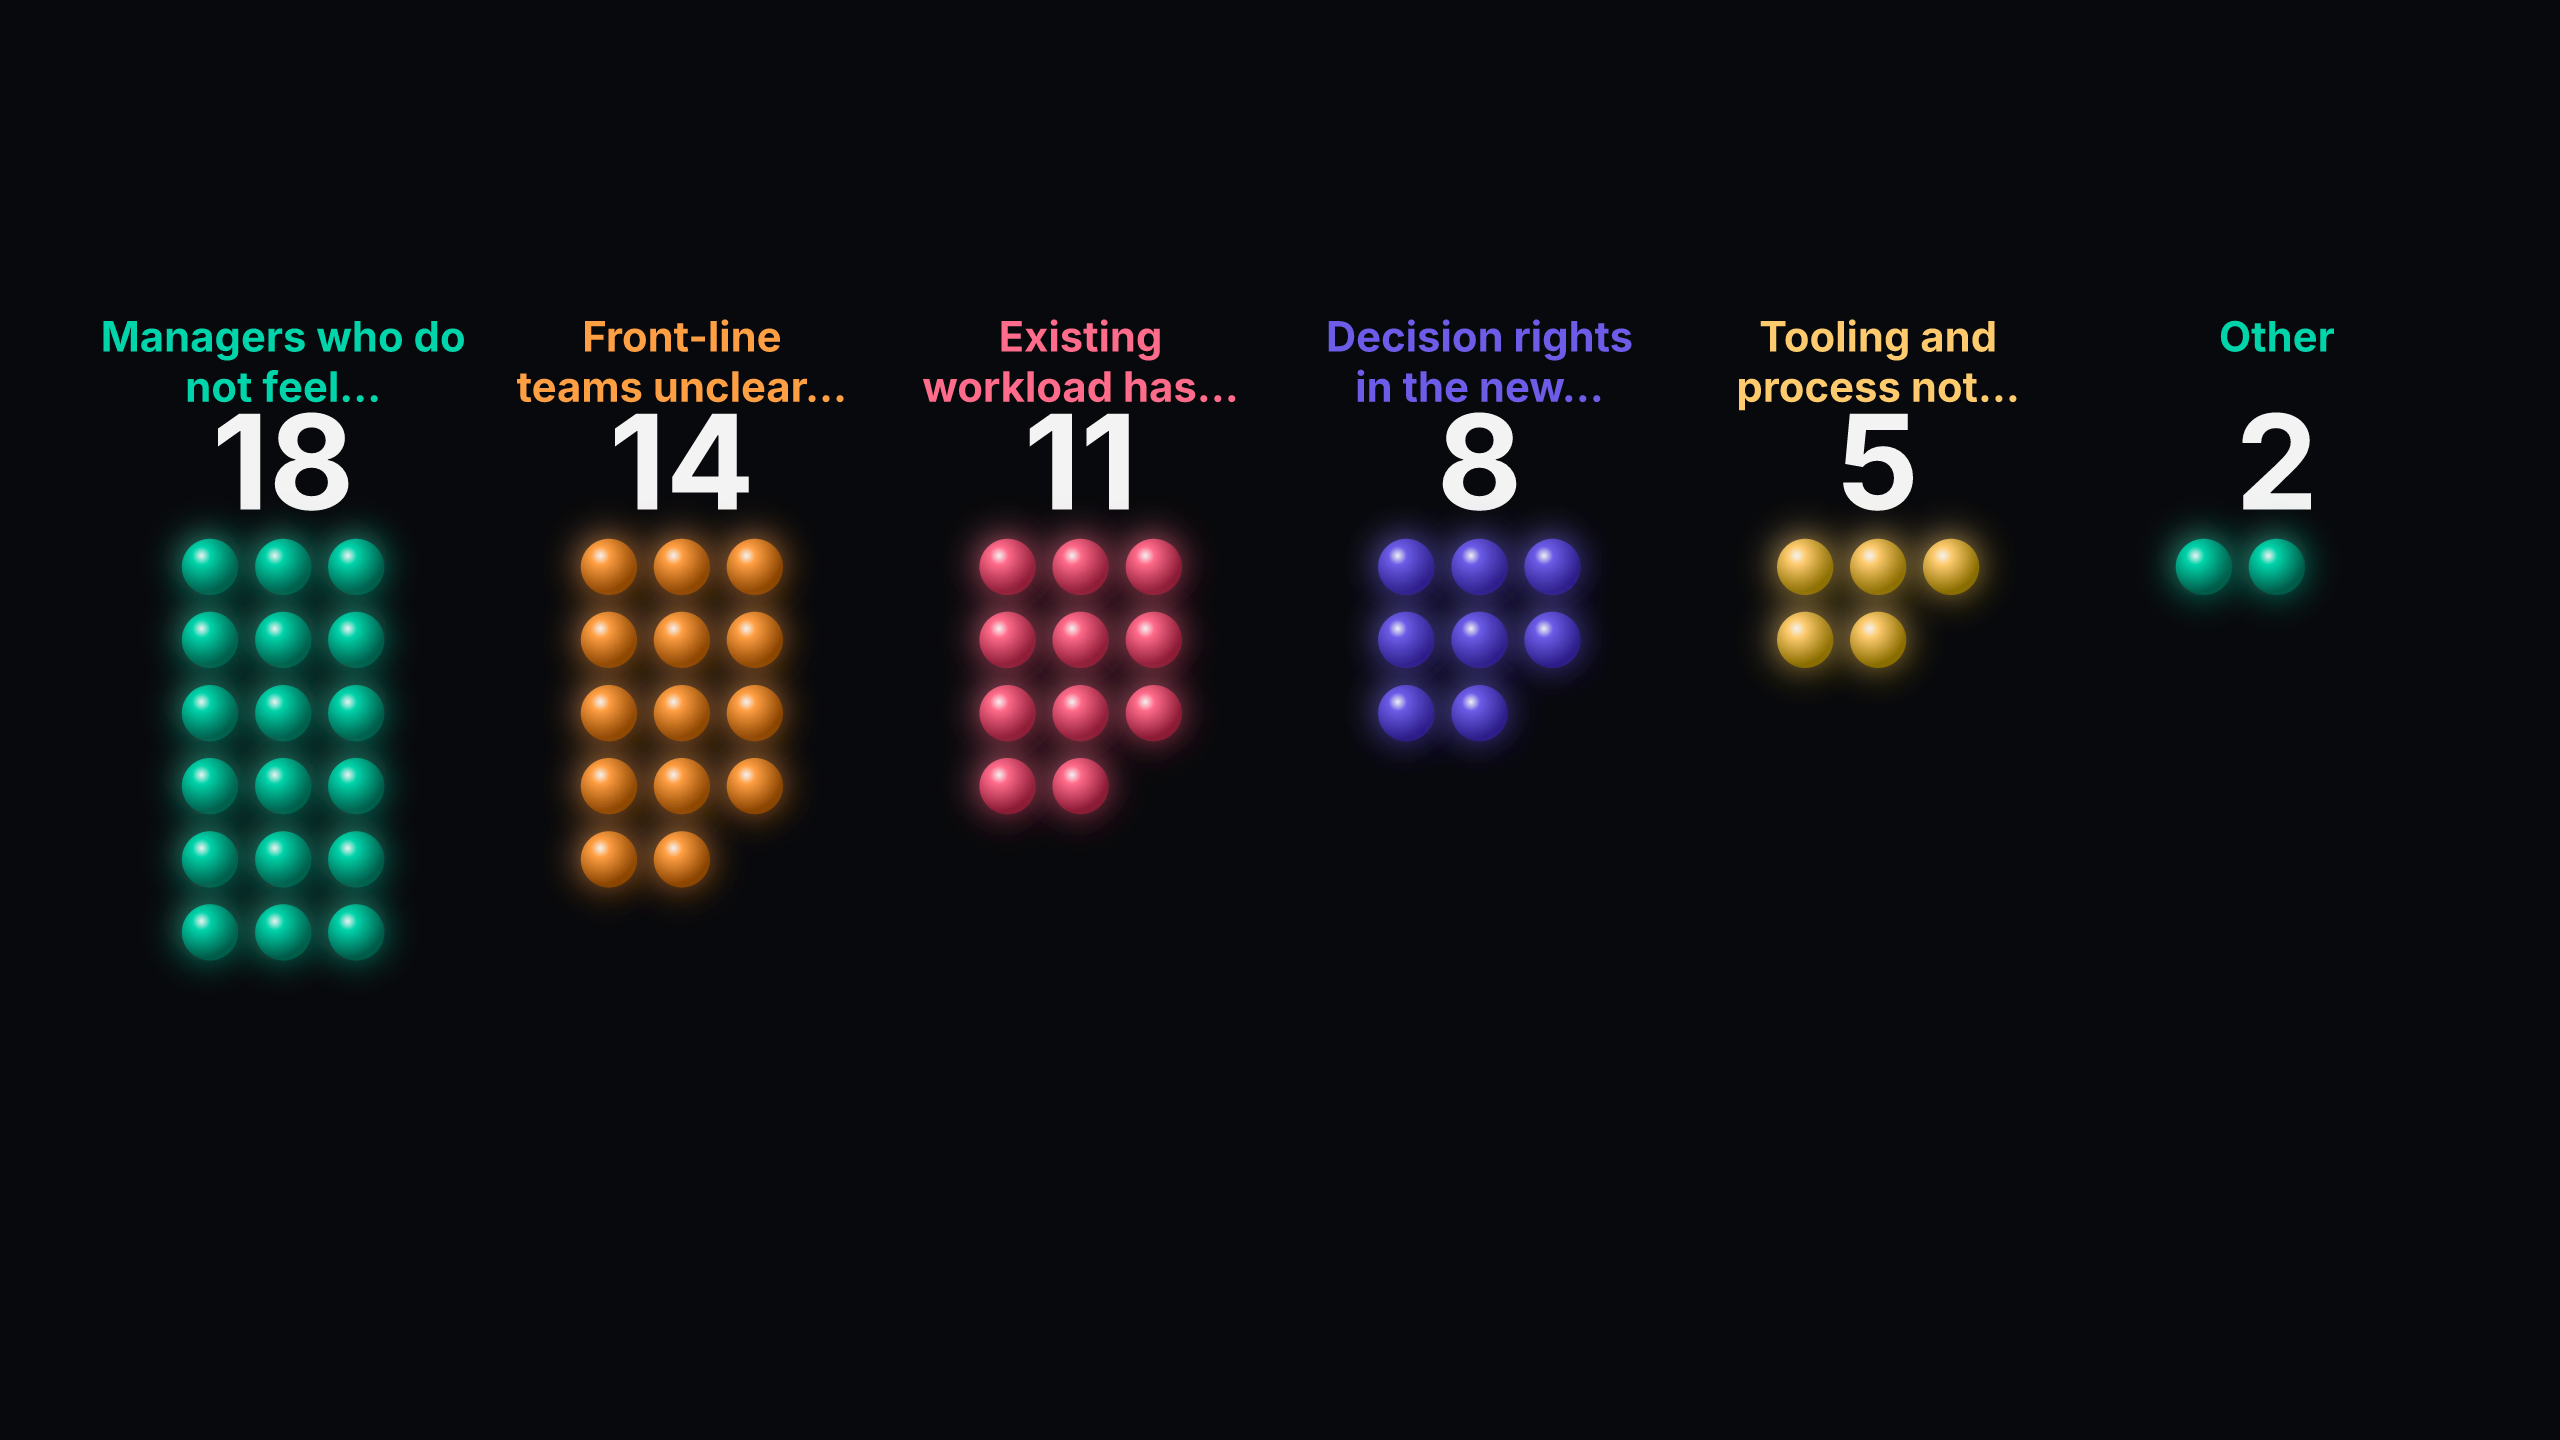 Managers who do
not feel…
18
Front-line
teams unclear…
14
Existing
workload has…
11
Decision rights
in the new…
8
Tooling and
process not…
5
Other
2